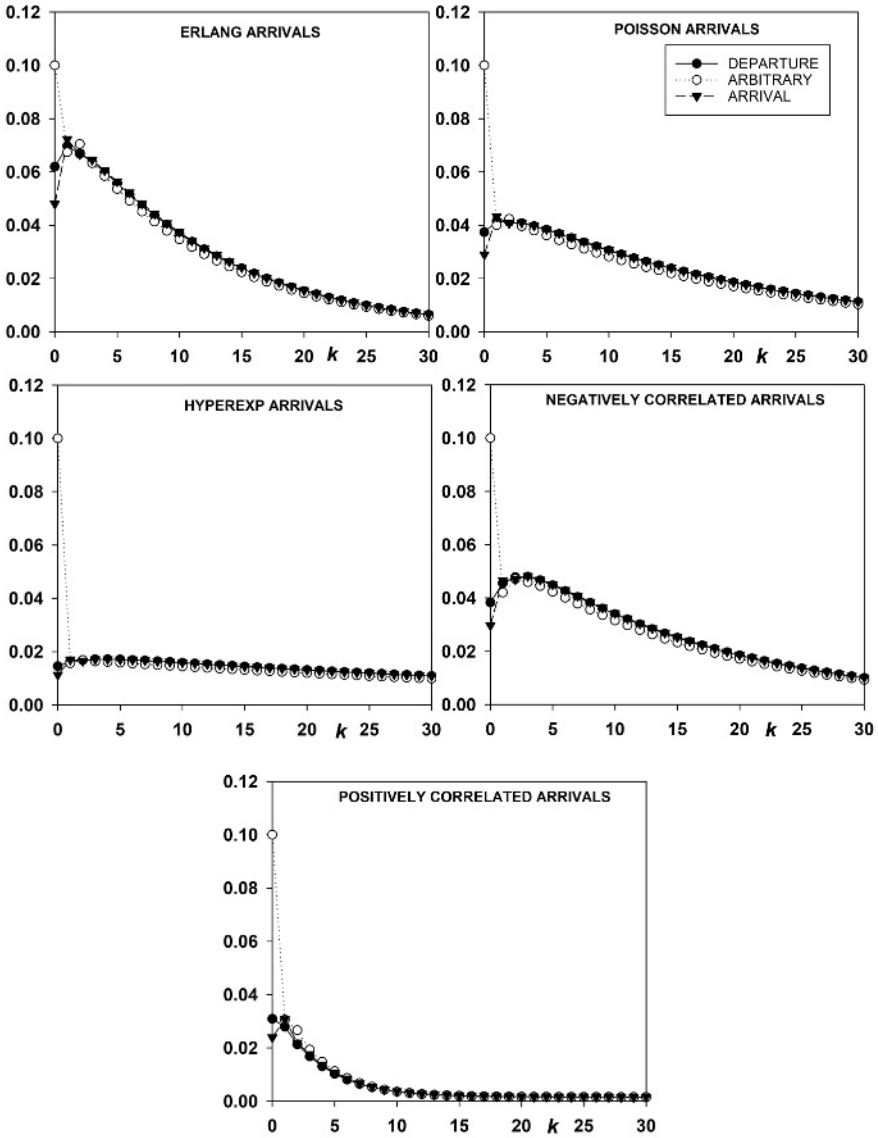 ERLANG ARRIVALS
0.12
0.10
0.08
0.06
0.04
0.02
0.00
0 5 10 15 20 k 25 30
POISSON ARRIVALS
DEPARTURE
ARBITRARY
ARRIVAL
0.12
0.10
0.08
0.06
0.04
0.02
0.00
0 5 10 15 20 k 25 30
HYPEREXP ARRIVALS
0.12
0.10
0.08
0.06
0.04
0.02
0.00
0 5 10 15 20 k 25 30
NEGATIVELY CORRELATED ARRIVALS
0.12
0.10
0.08
0.06
0.04
0.02
0.00
0 5 10 15 20 k 25 30
POSITIVELY CORRELATED ARRIVALS
0.12
0.10
0.08
0.06
0.04
0.02
0.00
0 5 10 15 20 k 25 30